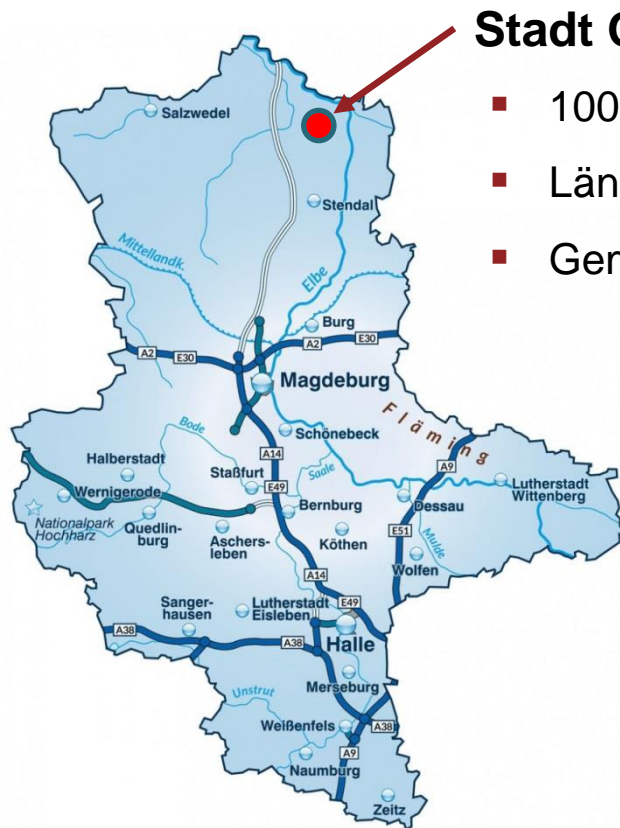 Stadt
100
Län
Ger
Salzwedel
Stendal
Mittellandk.
Elbe
Burg
A2
E30
A2
E30
Magdeburg
Fläming
Bode
Schönebeck
A14
A9
Halberstadt
Staßfurt
Saale
Lutherstadt
Wittenberg
Wernigerode
E49
Dessau
Bernburg
Nationalpark
Hochharz
Quedlin-
burg
Aschers-
leben
Köthen
E51
Mulde
Wolfen
A14
Sanger-
hausen
Lutherstadt
Eisleben
E49
A38
A38
Halle
Merseburg
Unstrut
Weißenfels
A38
A9
Naumburg
Zeitz